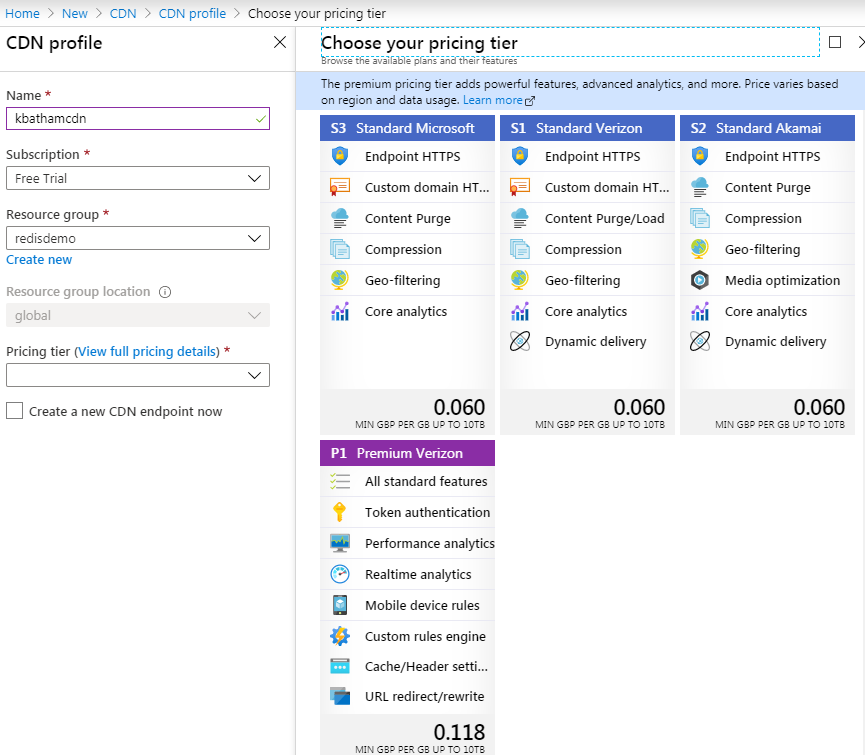 Home > New > CDN > CDN profile > Choose your pricing tier
CDN profile
Name *
kbathamcdn
Subscription *
Free Trial
Resource group *
redisdemo
Create new
Resource group location
global
Pricing tier (View full pricing details) *
Create a new CDN endpoint now
Choose your pricing tier
Browse the available plans and their features
The premium pricing tier adds powerful features, advanced analytics, and more. Price varies based
on region and data usage. Learn more
S3 Standard Microsoft
Endpoint HTTPS
Custom domain HT...
Content Purge
Compression
Geo-filtering
Core analytics
0.060
MIN GBP PER GB UP TO 10TB
S1 Standard Verizon
Endpoint HTTPS
Custom domain HT...
Content Purge/Load
Compression
Geo-filtering
Core analytics
Dynamic delivery
0.060
MIN GBP PER GB UP TO 10TB
S2 Standard Akamai
Endpoint HTTPS
Content Purge
Compression
Geo-filtering
Media optimization
Core analytics
Dynamic delivery
0.060
MIN GBP PER GB UP TO 10TB
P1 Premium Verizon
All standard features
Token authentication
Performance analytics
Realtime analytics
Mobile device rules
Custom rules engine
Cache/Header setti...
URL redirect/rewrite
0.118
MIN GBP PER GB UP TO 10TB